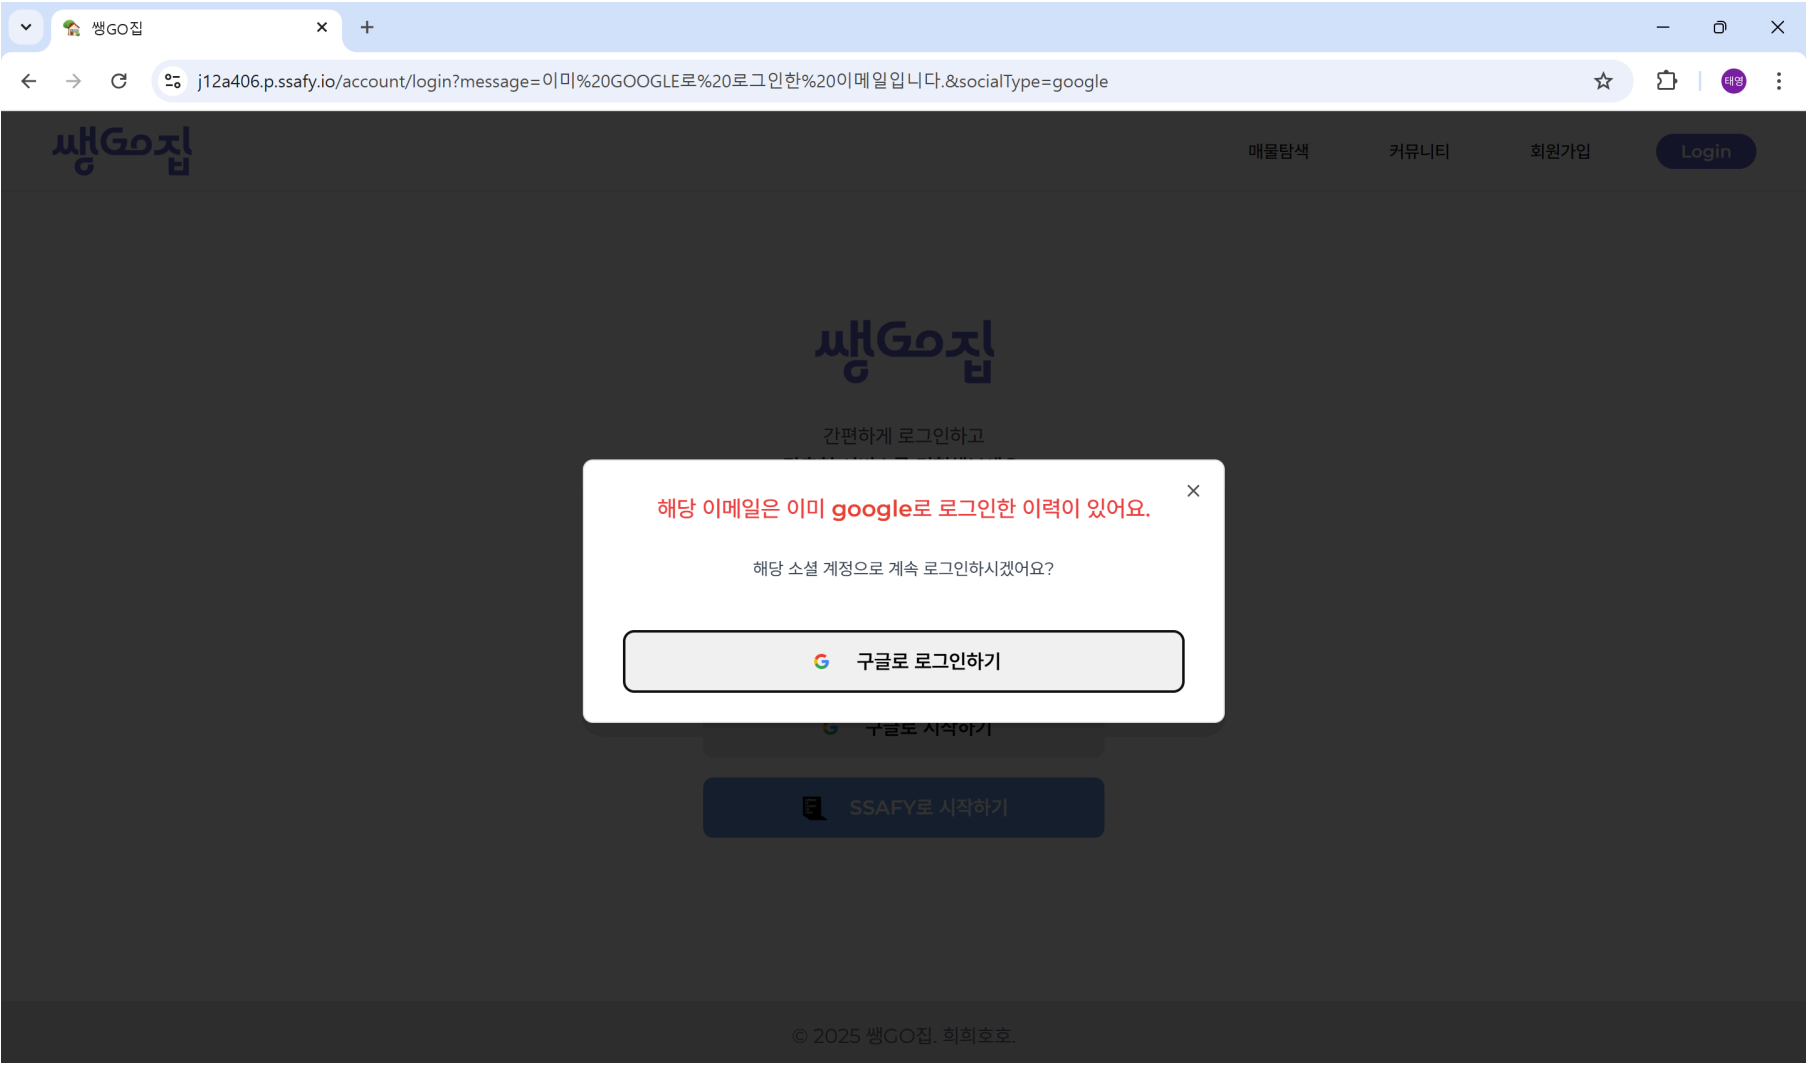 쌩GO집
j12a406.p.ssafy.io/account/login?message=이미%20GOOGLE로%20로그인한%20이메일입니다.&socialType=google
태영
쌩GO집
매물탐색
커뮤니티
회원가입
Login
쌩GO집
간편하게 로그인하고
해당 이메일은 이미 google로 로그인한 이력이 있어요.
해당 소셜 계정으로 계속 로그인하시겠어요?
구글로 로그인하기
구글로 시작하기
SSAFY로 시작하기
© 2025 쌩GO집. 희희호호.